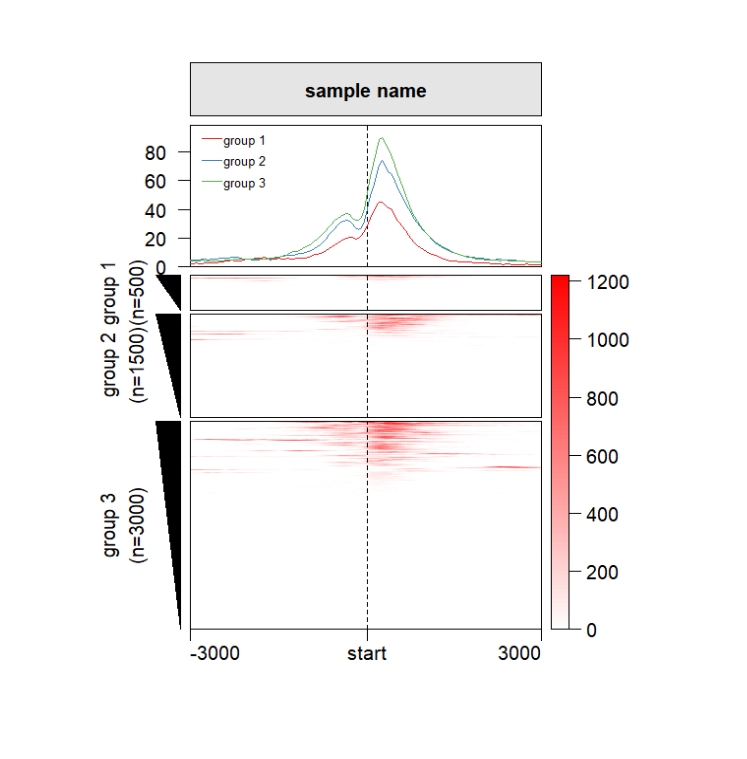 sample name
group 1
group 2
group 3
80
60
40
20
0
group 1
(n=500)
group 2
(n=1500)
group 3
(n=3000)
1200
1000
800
600
400
200
0
-3000
start
3000